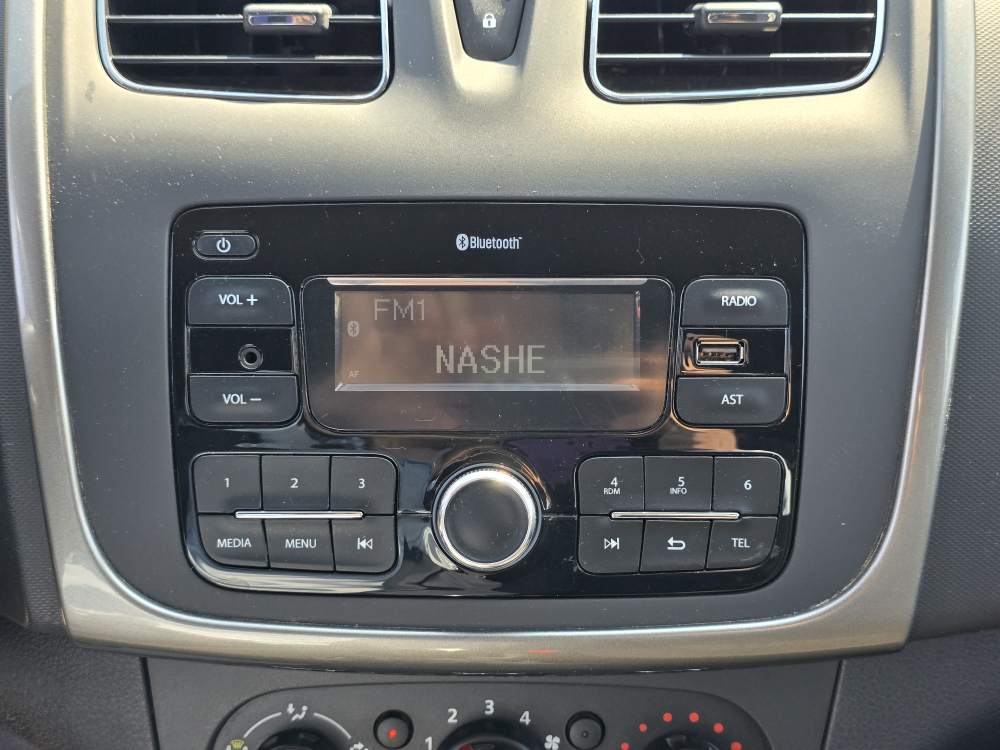 Bluetooth™
VOL +
RADIO
FM1
NASHE
AF
VOL −
AST
1
2
3
4
RDM
5
INFO
6
MEDIA
MENU
TEL
1
2
3
4